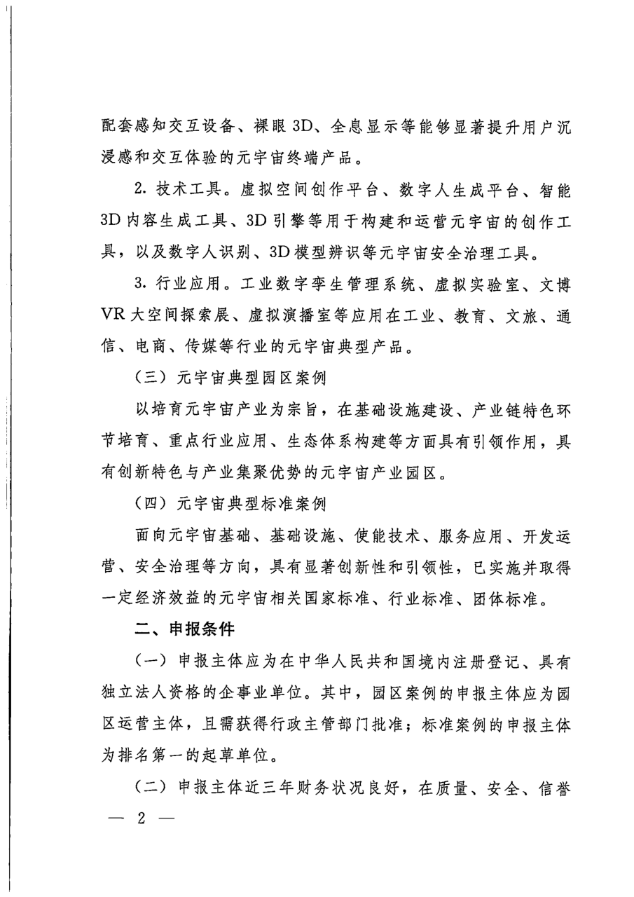 配套感知交互设备、裸眼 3D、全息显示等能够显著提升用户沉
浸感和交互体验的元宇宙终端产品。
2. 技术工具。虚拟空间创作平台、数字人生成平台、智能
3D 内容生成工具、3D 引擎等用于构建和运营元宇宙的创作工
具，以及数字人识别、3D 模型辨识等元宇宙安全治理工具。
3. 行业应用。工业数字孪生管理系统、虚拟实验室、文博
VR 大空间探索展、虚拟演播室等应用在工业、教育、文旅、通
信、电商、传媒等行业的元宇宙典型产品。
（三）元宇宙典型园区案例
以培育元宇宙产业为宗旨，在基础设施建设、产业链特色环
节培育、重点行业应用、生态体系构建等方面具有引领作用，具
有创新特色与产业集聚优势的元宇宙产业园区。
（四）元宇宙典型标准案例
面向元宇宙基础、基础设施、使能技术、服务应用、开发运
营、安全治理等方向，具有显著创新性和引领性，已实施并取得
一定经济效益的元宇宙相关国家标准、行业标准、团体标准。
二、申报条件
（一）申报主体应为在中华人民共和国境内注册登记、具有
独立法人资格的企事业单位。其中，园区案例的申报主体应为园
区运营主体，且需获得行政主管部门批准；标准案例的申报主体
为排名第一的起草单位。
（二）申报主体近三年财务状况良好，在质量、安全、信誉
— 2 —